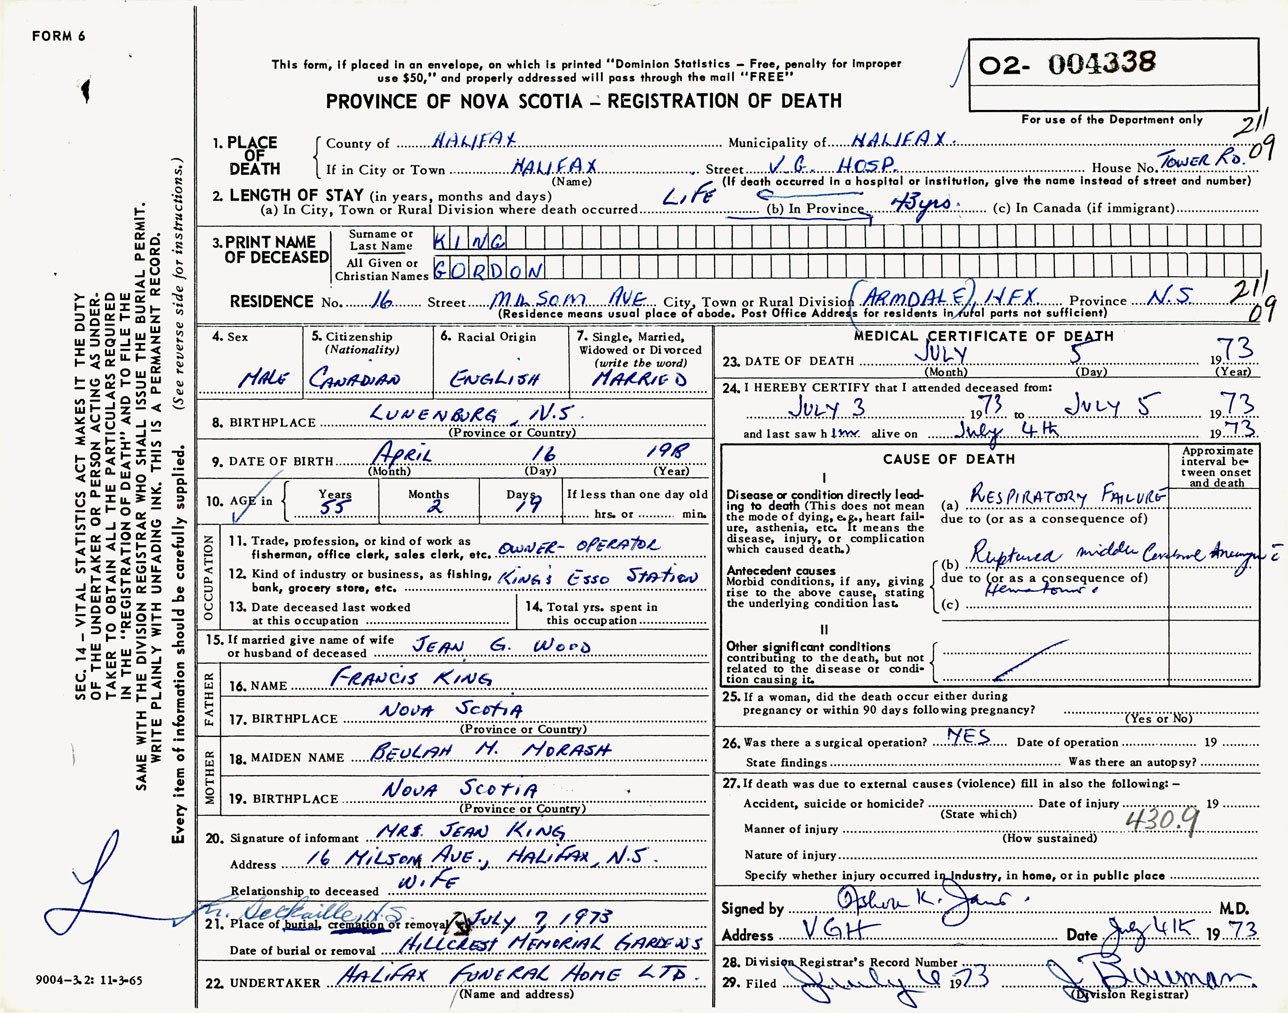 FORM 6
This form, if placed in an envelope, on which is printed "Dominion Statistics – Free, penalty for improper
use $50," and properly addressed will pass through the mail "FREE"
PROVINCE OF NOVA SCOTIA – REGISTRATION OF DEATH
O2- 004338
For use of the Department only
211
09
1. PLACE OF DEATH
County of HALIFAX Municipality of HALIFAX.
If in City or Town HALIFAX Street V.G. HOSP. House No. TOWER RD.
(Name) (If death occurred in a hospital or institution, give the name instead of street and number)
2. LENGTH OF STAY (in years, months and days)
(a) In City, Town or Rural Division where death occurred LIFE (b) In Province 43 yrs. (c) In Canada (if immigrant)
3. PRINT NAME OF DECEASED
Surname or Last Name KING
All Given or Christian Names GORDON
RESIDENCE No. 16 Street MILSOM AVE City, Town or Rural Division (ARMDALE), HFX Province N.S
(Residence means usual place of abode. Post Office Address for residents in rural parts not sufficient)
211
09
4. Sex
MALE
5. Citizenship
(Nationality)
CANADIAN
6. Racial Origin
ENGLISH
7. Single, Married,
Widowed or Divorced
(write the word)
MARRIED
8. BIRTHPLACE LUNENBURG, N.S.
(Province or Country)
9. DATE OF BIRTH APRIL 16 1918
(Month) (Day) (Year)
10. AGE in
Years 55
Months 2
Days 19
If less than one day old
hrs. or min.
OCCUPATION
11. Trade, profession, or kind of work as
fisherman, office clerk, sales clerk, etc. OWNER-OPERATOR
12. Kind of industry or business, as fishing,
bank, grocery store, etc. KING'S ESSO STATION
13. Date deceased last worked
at this occupation
14. Total yrs. spent in
this occupation
15. If married give name of wife
or husband of deceased JEAN G. WOOD
FATHER
16. NAME FRANCIS KING
17. BIRTHPLACE NOVA SCOTIA
(Province or Country)
MOTHER
18. MAIDEN NAME BEULAH M. MORASH
19. BIRTHPLACE NOVA SCOTIA
(Province or Country)
20. Signature of informant MRS. JEAN KING
Address 16 MILSOM AVE., HALIFAX, N.S.
Relationship to deceased WIFE
21. Place of burial, cremation or removal JULY 7, 1973
Date of burial or removal HILLCREST MEMORIAL GARDENS
22. UNDERTAKER HALIFAX FUNERAL HOME LTD.
(Name and address)
MEDICAL CERTIFICATE OF DEATH
23. DATE OF DEATH JULY 5 1973
(Month) (Day) (Year)
24. I HEREBY CERTIFY that I attended deceased from:
JULY 3 1973 to JULY 5 1973
and last saw him alive on July 4th 1973
CAUSE OF DEATH
Approximate
interval be-
tween onset
and death
I
Disease or condition directly lead-
ing to death (This does not mean
the mode of dying, e.g., heart fail-
ure, asthenia, etc. It means the
disease, injury, or complication
which caused death.)
(a) RESPIRATORY FAILURE
due to (or as a consequence of)
Antecedent causes
Morbid conditions, if any, giving
rise to the above cause, stating
the underlying condition last.
(b) Ruptured middle Cerebral Aneurysm c̄
due to (or as a consequence of)
Hematoma.
(c)
II
Other significant conditions
contributing to the death, but not
related to the disease or condi-
tion causing it.
25. If a woman, did the death occur either during
pregnancy or within 90 days following pregnancy?
(Yes or No)
26. Was there a surgical operation? YES Date of operation 19
State findings Was there an autopsy?
27. If death was due to external causes (violence) fill in also the following: –
Accident, suicide or homicide? Date of injury 19
(State which)
430.9
Manner of injury
(How sustained)
Nature of injury
Specify whether injury occurred in industry, in home, or in public place
Signed by M.D.
Address VGH Date July 4th 1973
28. Division Registrar's Record Number
29. Filed July 6 1973 J. Bowman.
(Division Registrar)
SEC. 14 – VITAL STATISTICS ACT MAKES IT THE DUTY
OF THE UNDERTAKER OR PERSON ACTING AS UNDER-
TAKER TO OBTAIN ALL THE PARTICULARS REQUIRED
IN THE "REGISTRATION OF DEATH" AND TO FILE THE
SAME WITH THE DIVISION REGISTRAR WHO SHALL ISSUE THE BURIAL PERMIT.
WRITE PLAINLY WITH UNFADING INK. THIS IS A PERMANENT RECORD.
Every item of information should be carefully supplied. (See reverse side for instructions.)
9004-3.2: 11-3-65